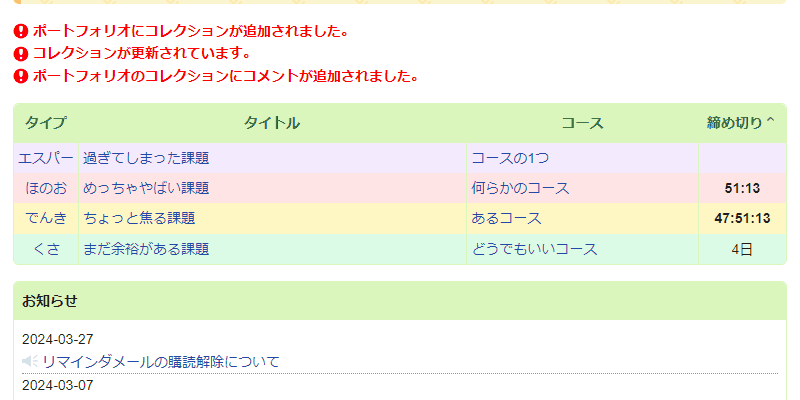 ポートフォリオにコレクションが追加されました。
コレクションが更新されています。
ポートフォリオのコレクションにコメントが追加されました。
タイプ タイトル コース 締め切り^
エスパー 過ぎてしまった課題 コースの1つ
ほのお めっちゃやばい課題 何らかのコース 51:13
でんき ちょっと焦る課題 あるコース 47:51:13
くさ まだ余裕がある課題 どうでもいいコース 4日
お知らせ
2024-03-27
リマインダメールの購読解除について
2024-03-07